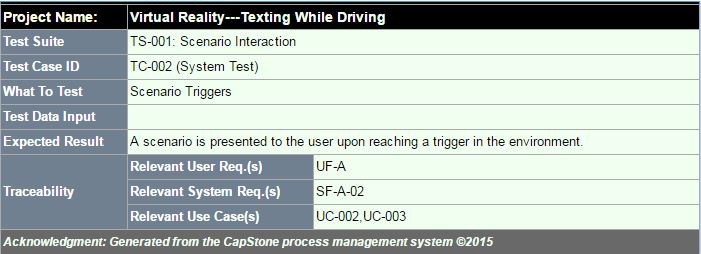 Project Name: Virtual Reality---Texting While Driving
Test Suite TS-001: Scenario Interaction
Test Case ID TC-002 (System Test)
What To Test Scenario Triggers
Test Data Input
Expected Result A scenario is presented to the user upon reaching a trigger in the environment.
Traceability
Relevant User Req.(s) UF-A
Relevant System Req.(s) SF-A-02
Relevant Use Case(s) UC-002,UC-003
Acknowledgment: Generated from the CapStone process management system ©2015